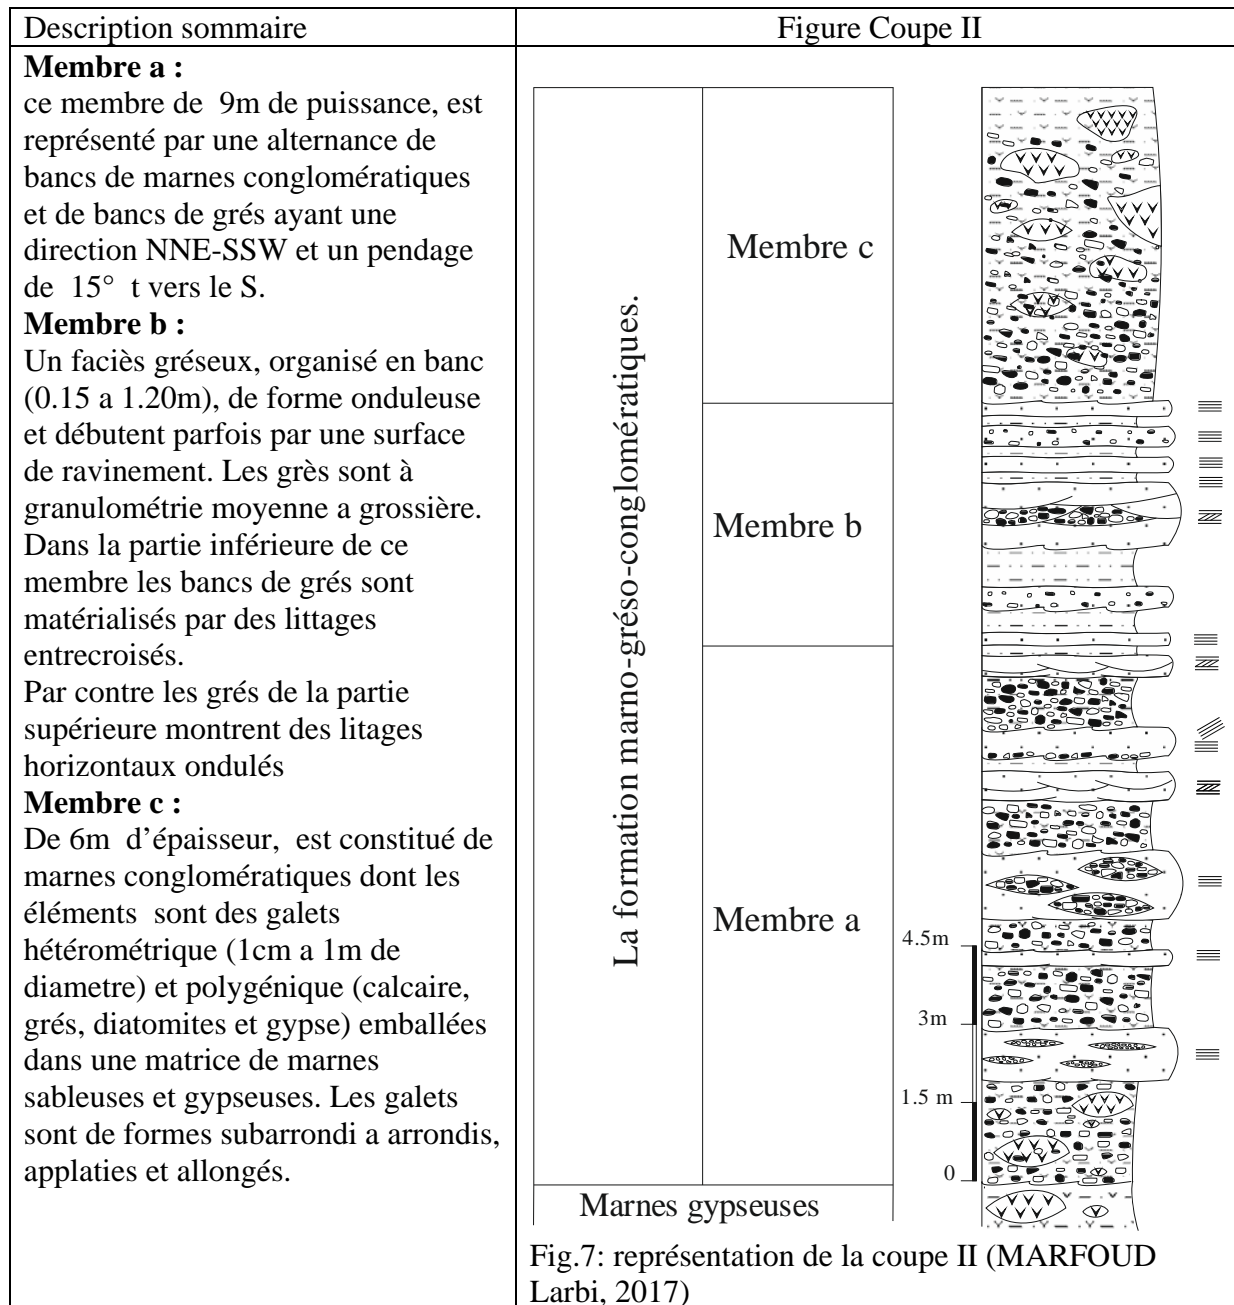 Description sommaire
Figure Coupe II
Membre a :
ce membre de 9m de puissance, est
représenté par une alternance de
bancs de marnes conglomératiques
et de bancs de grés ayant une
direction NNE-SSW et un pendage
de 15° t vers le S.
Membre b :
Un faciès gréseux, organisé en banc
(0.15 a 1.20m), de forme onduleuse
et débutent parfois par une surface
de ravinement. Les grès sont à
granulométrie moyenne a grossière.
Dans la partie inférieure de ce
membre les bancs de grés sont
matérialisés par des littages
entrecroisés.
Par contre les grés de la partie
supérieure montrent des litages
horizontaux ondulés
Membre c :
De 6m d’épaisseur, est constitué de
marnes conglomératiques dont les
éléments sont des galets
hétérométrique (1cm a 1m de
diametre) et polygénique (calcaire,
grés, diatomites et gypse) emballées
dans une matrice de marnes
sableuses et gypseuses. Les galets
sont de formes subarrondi a arrondis,
applaties et allongés.
La formation marno-gréso-conglomératiques.
Membre c
Membre b
Membre a
4.5m
3m
1.5 m
0
Marnes gypseuses
Fig.7: représentation de la coupe II (MARFOUD
Larbi, 2017)